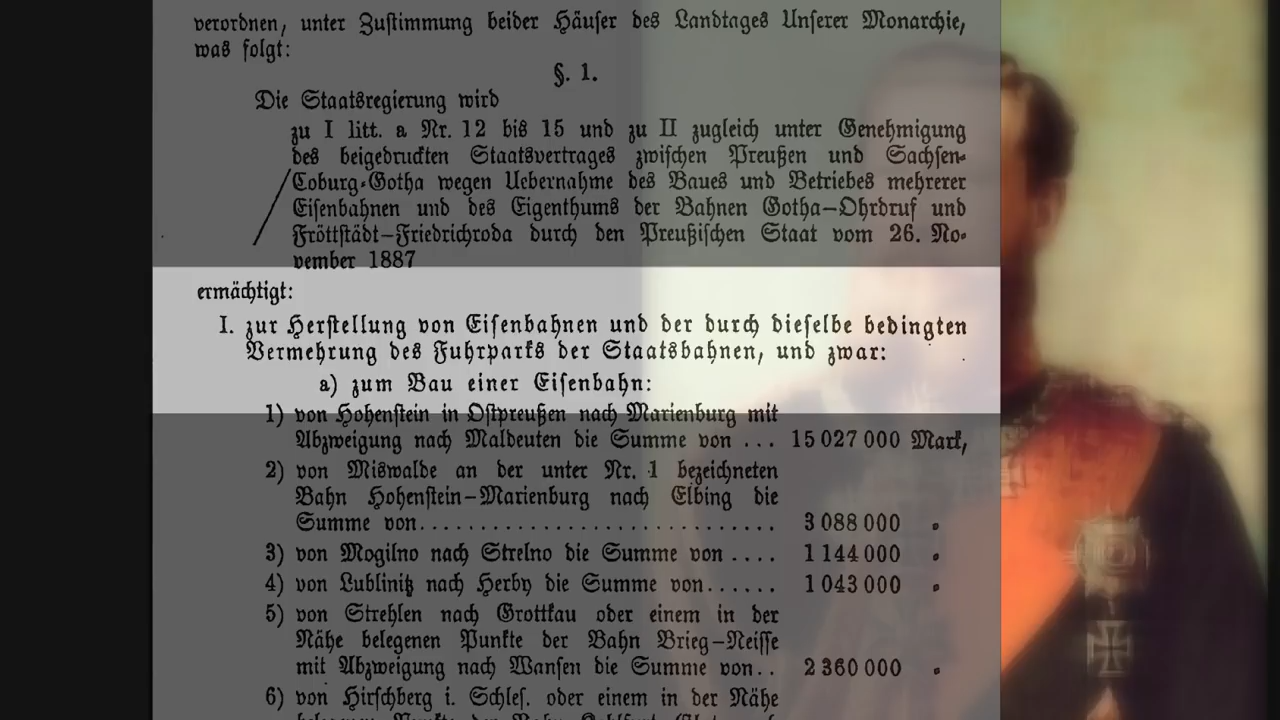 verordnen, unter Zustimmung beider Häuser des Landtages Unserer Monarchie,
was folgt:
§. 1.
Die Staatsregierung wird
zu I litt. a Nr. 12 bis 15 und zu II zugleich unter Genehmigung
des beigedruckten Staatsvertrages zwischen Preußen und Sachsen-
Coburg-Gotha wegen Uebernahme des Baues und Betriebes mehrerer
Eisenbahnen und des Eigenthums der Bahnen Gotha–Ohrdruf und
Fröttstädt–Friedrichroda durch den Preußischen Staat vom 26. No-
vember 1887
ermächtigt:
I. zur Herstellung von Eisenbahnen und der durch dieselbe bedingten
Vermehrung des Fuhrparks der Staatsbahnen, und zwar:
a) zum Bau einer Eisenbahn:
1) von Hohenstein in Ostpreußen nach Marienburg mit
Abzweigung nach Maldeuten die Summe von ... 15 027 000 Mark,
2) von Miswalde an der unter Nr. 1 bezeichneten
Bahn Hohenstein–Marienburg nach Elbing die
Summe von............................ 3 088 000 "
3) von Mogilno nach Strelno die Summe von .... 1 144 000 "
4) von Lublinitz nach Herby die Summe von...... 1 043 000 "
5) von Strehlen nach Grottkau oder einem in der
Nähe belegenen Punkte der Bahn Brieg–Neisse
mit Abzweigung nach Wansen die Summe von.. 2 360 000 "
6) von Hirschberg i. Schles. oder einem in der Nähe